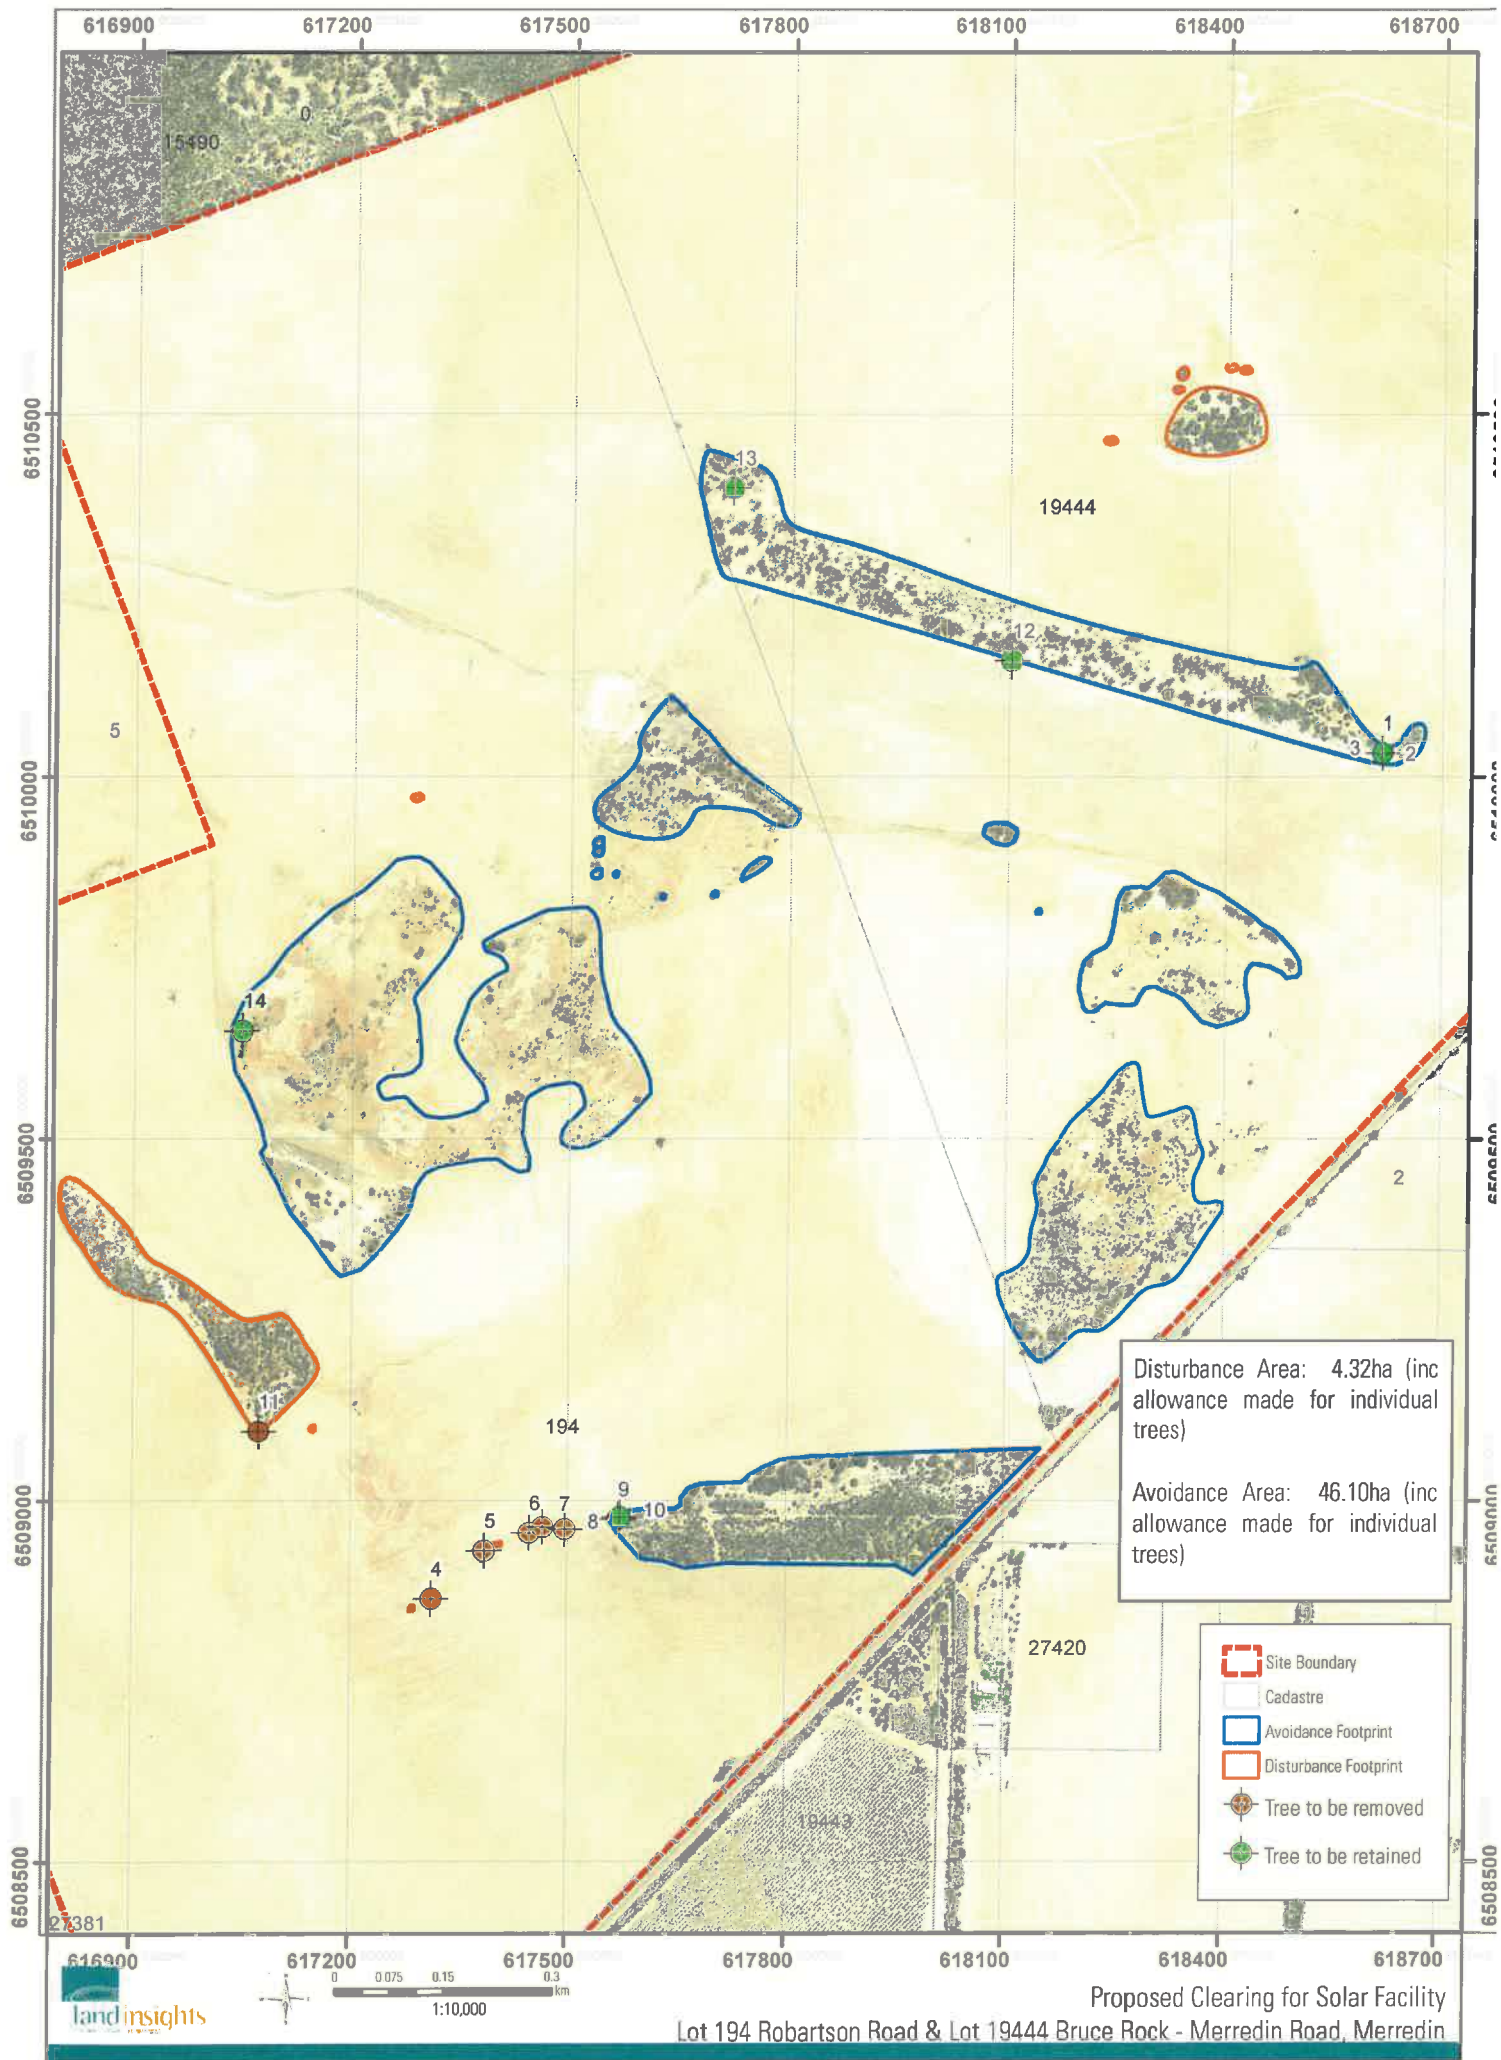 616900 617200 617500 617800 618100 618400 618700
0
15490
6510500
13
19444
12
1
3 2
5
6510000
14
6509500
6509500
2
11
194
Disturbance Area: 4.32ha (inc
allowance made for individual
trees)
Avoidance Area: 46.10ha (inc
allowance made for individual
trees)
9
10
6 7
8
5
4
6509000
6509000
27420
Site Boundary
Cadastre
Avoidance Footprint
Disturbance Footprint
Tree to be removed
Tree to be retained
19443
6508500
6508500
27381
616900 617200 617500 617800 618100 618400 618700
0 0.075 0.15 0.3
km
1:10,000
landinsights
Proposed Clearing for Solar Facility
Lot 194 Robartson Road & Lot 19444 Bruce Rock - Merredin Road, Merredin